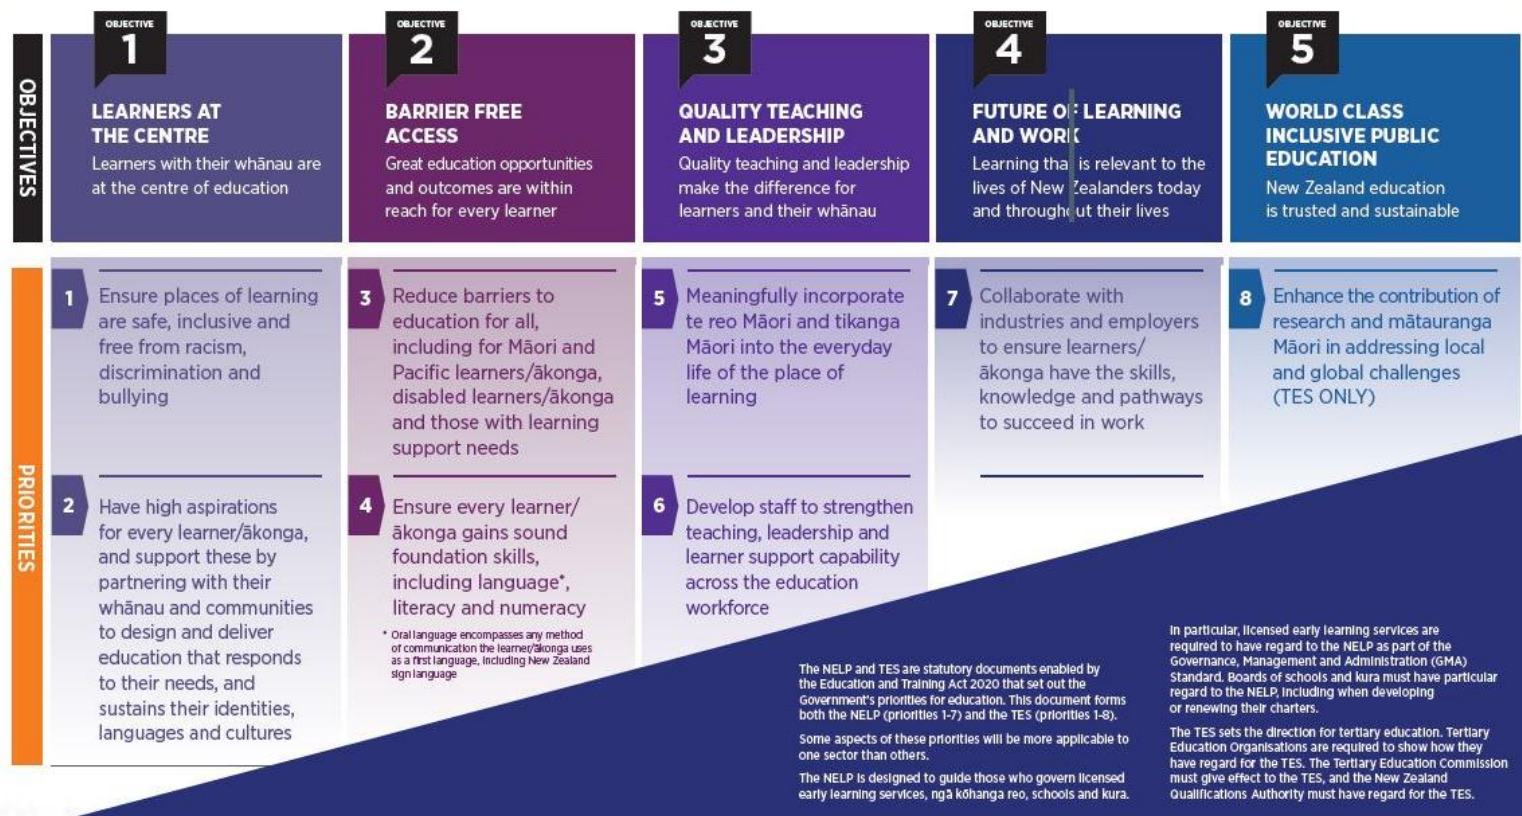 OBJECTIVES
OBJECTIVE
1
LEARNERS AT
THE CENTRE
Learners with their whānau are
at the centre of education
OBJECTIVE
2
BARRIER FREE
ACCESS
Great education opportunities
and outcomes are within
reach for every learner
OBJECTIVE
3
QUALITY TEACHING
AND LEADERSHIP
Quality teaching and leadership
make the difference for
learners and their whānau
OBJECTIVE
4
FUTURE OF LEARNING
AND WORK
Learning that is relevant to the
lives of New Zealanders today
and throughout their lives
OBJECTIVE
5
WORLD CLASS
INCLUSIVE PUBLIC
EDUCATION
New Zealand education
is trusted and sustainable
PRIORITIES
1
Ensure places of learning
are safe, inclusive and
free from racism,
discrimination and
bullying
2
Have high aspirations
for every learner/ākonga,
and support these by
partnering with their
whānau and communities
to design and deliver
education that responds
to their needs, and
sustains their identities,
languages and cultures
3
Reduce barriers to
education for all,
including for Māori and
Pacific learners/ākonga,
disabled learners/ākonga
and those with learning
support needs
4
Ensure every learner/
ākonga gains sound
foundation skills,
including language*,
literacy and numeracy
* Oral language encompasses any method
of communication the learner/ākonga uses
as a first language, including New Zealand
sign language
5
Meaningfully incorporate
te reo Māori and tikanga
Māori into the everyday
life of the place of
learning
6
Develop staff to strengthen
teaching, leadership and
learner support capability
across the education
workforce
7
Collaborate with
industries and employers
to ensure learners/
ākonga have the skills,
knowledge and pathways
to succeed in work
8
Enhance the contribution of
research and mātauranga
Māori in addressing local
and global challenges
(TES ONLY)
The NELP and TES are statutory documents enabled by
the Education and Training Act 2020 that set out the
Government's priorities for education. This document forms
both the NELP (priorities 1-7) and the TES (priorities 1-8).
Some aspects of these priorities will be more applicable to
one sector than others.
The NELP is designed to guide those who govern licensed
early learning services, ngā kōhanga reo, schools and kura.
In particular, licensed early learning services are
required to have regard to the NELP as part of the
Governance, Management and Administration (GMA)
Standard. Boards of schools and kura must have particular
regard to the NELP, including when developing
or renewing their charters.
The TES sets the direction for tertiary education. Tertiary
Education Organisations are required to show how they
have regard for the TES. The Tertiary Education Commission
must give effect to the TES, and the New Zealand
Qualifications Authority must have regard for the TES.